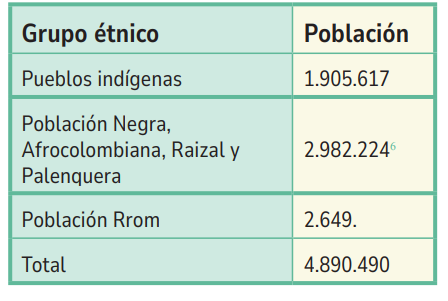 Grupo étnico Población
Pueblos indígenas 1.905.617
Población Negra,
Afrocolombiana, Raizal y
Palenquera 2.982.224⁶
Población Rrom 2.649.
Total 4.890.490